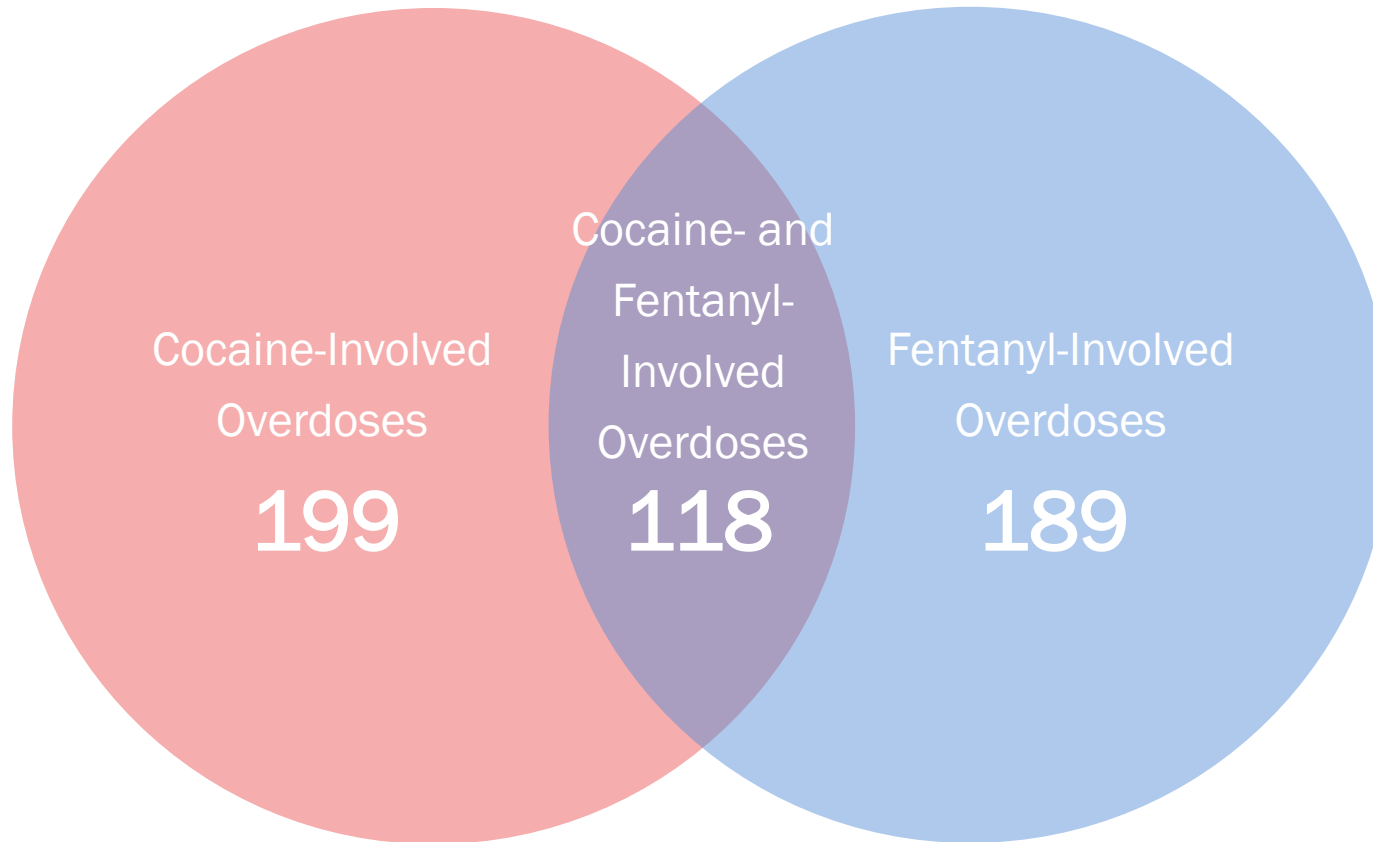 Cocaine-Involved
Overdoses
199
Cocaine- and
Fentanyl-
Involved
Overdoses
118
Fentanyl-Involved
Overdoses
189